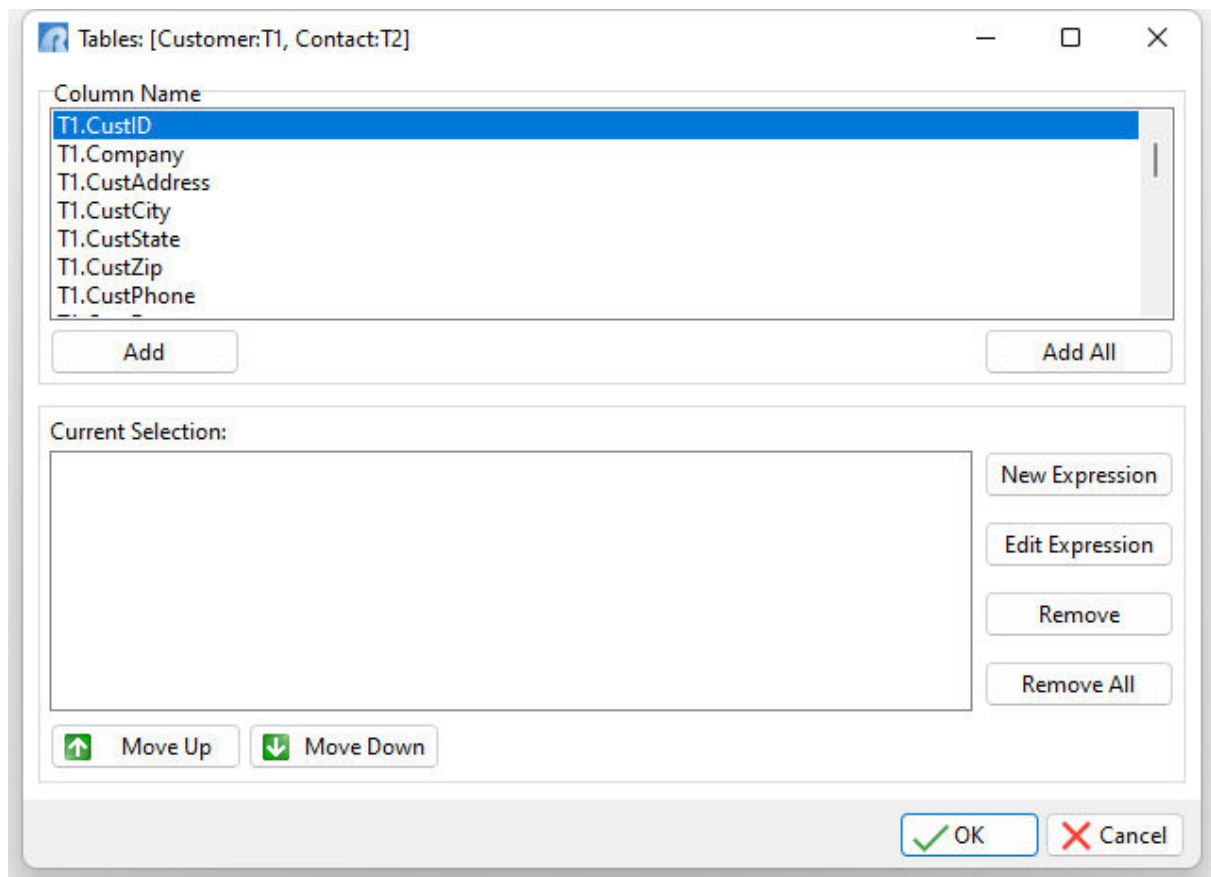 Tables: [Customer:T1, Contact:T2]
Column Name
T1.CustID
T1.Company
T1.CustAddress
T1.CustCity
T1.CustState
T1.CustZip
T1.CustPhone
Add
Add All
Current Selection:
New Expression
Edit Expression
Remove
Remove All
Move Up
Move Down
OK
Cancel